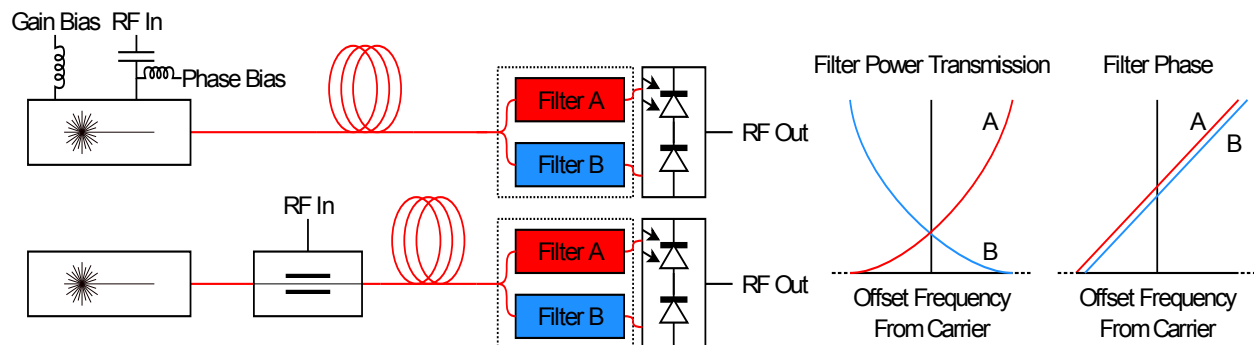 Gain Bias
RF In
Phase Bias
Filter A
Filter B
RF Out
RF In
Filter A
Filter B
RF Out
Filter Power Transmission
A
B
Offset Frequency
From Carrier
Filter Phase
A
B
Offset Frequency
From Carrier